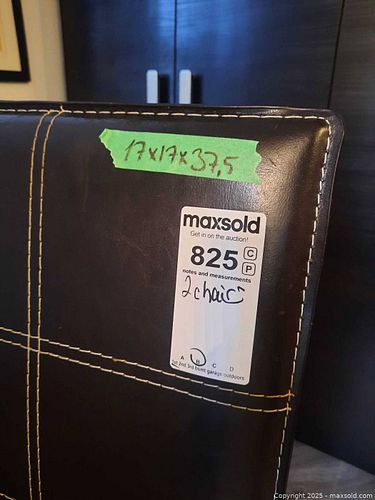 17x17x37,5
maxsold
Get in on the auction!
825 C
P
notes and measurements
2 chairs
A B C D
1st 2nd 3rd bsmt garage outdoors
Copyright 2025 - maxsold.com